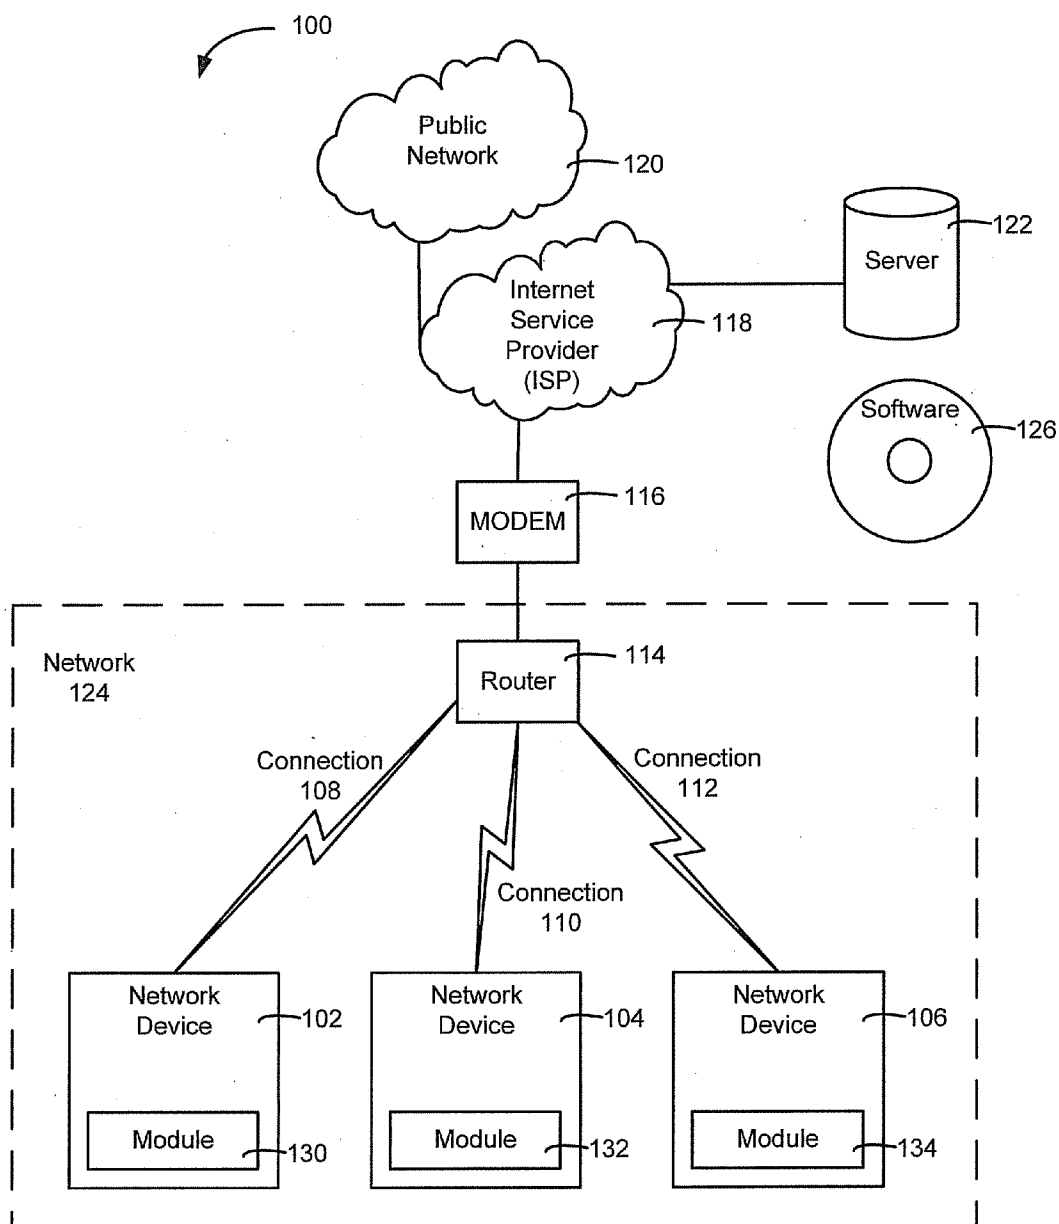 100
Public
Network
120
122
Server
Internet
Service
Provider
(ISP)
118
Software
126
116
MODEM
114
Router
Network
124
Connection
108
Connection
112
Connection
110
Network
Device
102
Network
Device
104
Network
Device
106
Module
130
Module
132
Module
134